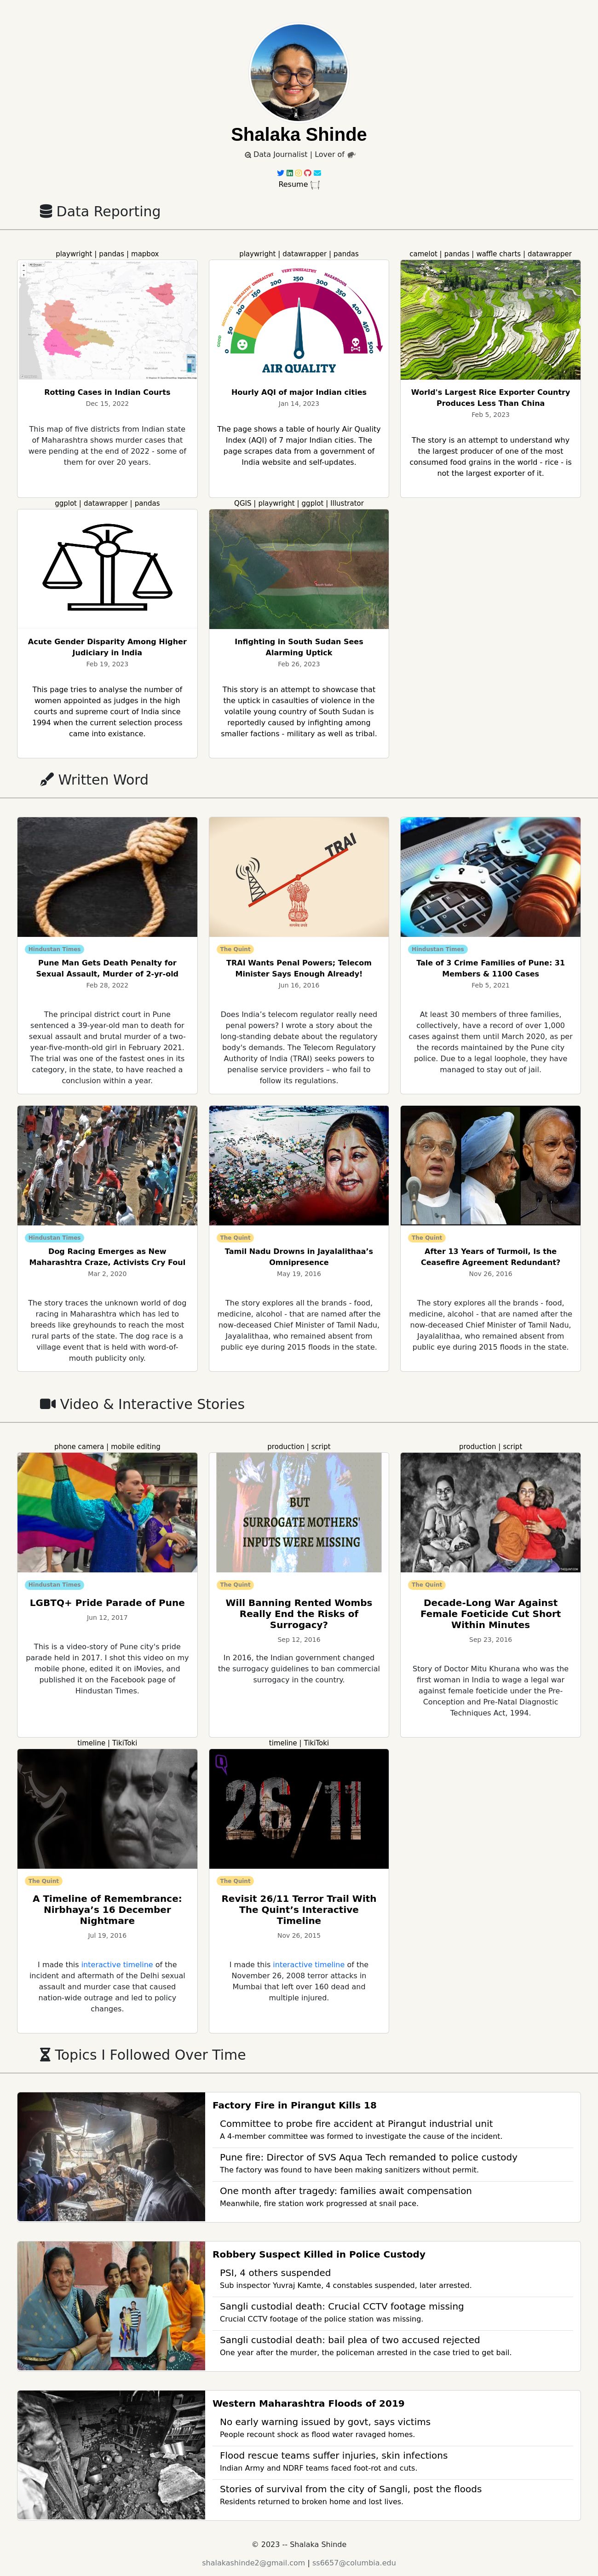 Shalaka Shinde
Data Journalist | Lover of
Resume
Data Reporting
playwright | pandas | mapbox
Rotting Cases in Indian Courts
Dec 15, 2022
This map of five districts from Indian state
of Maharashtra shows murder cases that
were pending at the end of 2022 - some of
them for over 20 years.
playwright | datawrapper | pandas
0 50 100 150 200 250 300 350 400 450 500
AIR QUALITY
Hourly AQI of major Indian cities
Jan 14, 2023
The page shows a table of hourly Air Quality
Index (AQI) of 7 major Indian cities. The
page scrapes data from a government of
India website and self-updates.
camelot | pandas | waffle charts | datawrapper
World's Largest Rice Exporter Country
Produces Less Than China
Feb 5, 2023
The story is an attempt to understand why
the largest producer of one of the most
consumed food grains in the world - rice - is
not the largest exporter of it.
ggplot | datawrapper | pandas
Acute Gender Disparity Among Higher
Judiciary in India
Feb 19, 2023
This page tries to analyse the number of
women appointed as judges in the high
courts and supreme court of India since
1994 when the current selection process
came into existance.
QGIS | playwright | ggplot | Illustrator
Infighting in South Sudan Sees
Alarming Uptick
Feb 26, 2023
This story is an attempt to showcase that
the uptick in casualties of violence in the
volatile young country of South Sudan is
reportedly caused by infighting among
smaller factions - military as well as tribal.
Written Word
Hindustan Times
Pune Man Gets Death Penalty for
Sexual Assault, Murder of 2-yr-old
Feb 28, 2022
The principal district court in Pune
sentenced a 39-year-old man to death for
sexual assault and brutal murder of a two-
year-five-month-old girl in February 2021.
The trial was one of the fastest ones in its
category, in the state, to have reached a
conclusion within a year.
TRAI
The Quint
TRAI Wants Penal Powers; Telecom
Minister Says Enough Already!
Jun 16, 2016
Does India's telecom regulator really need
penal powers? I wrote a story about the
long-standing debate about the regulatory
body's demands. The Telecom Regulatory
Authority of India (TRAI) seeks powers to
penalise service providers – who fail to
follow its regulations.
Hindustan Times
Tale of 3 Crime Families of Pune: 31
Members & 1100 Cases
Feb 5, 2021
At least 30 members of three families,
collectively, have a record of over 1,000
cases against them until March 2020, as per
the records maintained by the Pune city
police. Due to a legal loophole, they have
managed to stay out of jail.
Hindustan Times
Dog Racing Emerges as New
Maharashtra Craze, Activists Cry Foul
Mar 2, 2020
The story traces the unknown world of dog
racing in Maharashtra which has led to
breeds like greyhounds to reach the most
rural parts of the state. The dog race is a
village event that is held with word-of-
mouth publicity only.
The Quint
Tamil Nadu Drowns in Jayalalithaa's
Omnipresence
May 19, 2016
The story explores all the brands - food,
medicine, alcohol - that are named after the
now-deceased Chief Minister of Tamil Nadu,
Jayalalithaa, who remained absent from
public eye during 2015 floods in the state.
The Quint
After 13 Years of Turmoil, Is the
Ceasefire Agreement Redundant?
Nov 26, 2016
The story explores all the brands - food,
medicine, alcohol - that are named after the
now-deceased Chief Minister of Tamil Nadu,
Jayalalithaa, who remained absent from
public eye during 2015 floods in the state.
Video & Interactive Stories
phone camera | mobile editing
Hindustan Times
LGBTQ+ Pride Parade of Pune
Jun 12, 2017
This is a video-story of Pune city's pride
parade held in 2017. I shot this video on my
mobile phone, edited it on iMovies, and
published it on the Facebook page of
Hindustan Times.
production | script
BUT
SURROGATE MOTHERS'
INPUTS WERE MISSING
The Quint
Will Banning Rented Wombs
Really End the Risks of
Surrogacy?
Sep 12, 2016
In 2016, the Indian government changed
the surrogacy guidelines to ban commercial
surrogacy in the country.
production | script
The Quint
Decade-Long War Against
Female Foeticide Cut Short
Within Minutes
Sep 23, 2016
Story of Doctor Mitu Khurana who was the
first woman in India to wage a legal war
against female foeticide under the Pre-
Conception and Pre-Natal Diagnostic
Techniques Act, 1994.
timeline | TikiToki
The Quint
A Timeline of Remembrance:
Nirbhaya's 16 December
Nightmare
Jul 19, 2016
I made this interactive timeline of the
incident and aftermath of the Delhi sexual
assault and murder case that caused
nation-wide outrage and led to policy
changes.
timeline | TikiToki
26/11
The Quint
Revisit 26/11 Terror Trail With
The Quint's Interactive
Timeline
Nov 26, 2015
I made this interactive timeline of the
November 26, 2008 terror attacks in
Mumbai that left over 160 dead and
multiple injured.
Topics I Followed Over Time
Factory Fire in Pirangut Kills 18
Committee to probe fire accident at Pirangut industrial unit
A 4-member committee was formed to investigate the cause of the incident.
Pune fire: Director of SVS Aqua Tech remanded to police custody
The factory was found to have been making sanitizers without permit.
One month after tragedy: families await compensation
Meanwhile, fire station work progressed at snail pace.
Robbery Suspect Killed in Police Custody
PSI, 4 others suspended
Sub inspector Yuvraj Kamte, 4 constables suspended, later arrested.
Sangli custodial death: Crucial CCTV footage missing
Crucial CCTV footage of the police station was missing.
Sangli custodial death: bail plea of two accused rejected
One year after the murder, the policeman arrested in the case tried to get bail.
Western Maharashtra Floods of 2019
No early warning issued by govt, says victims
People recount shock as flood water ravaged homes.
Flood rescue teams suffer injuries, skin infections
Indian Army and NDRF teams faced foot-rot and cuts.
Stories of survival from the city of Sangli, post the floods
Residents returned to broken home and lost lives.
© 2023 -- Shalaka Shinde
shalakashinde2@gmail.com | ss6657@columbia.edu